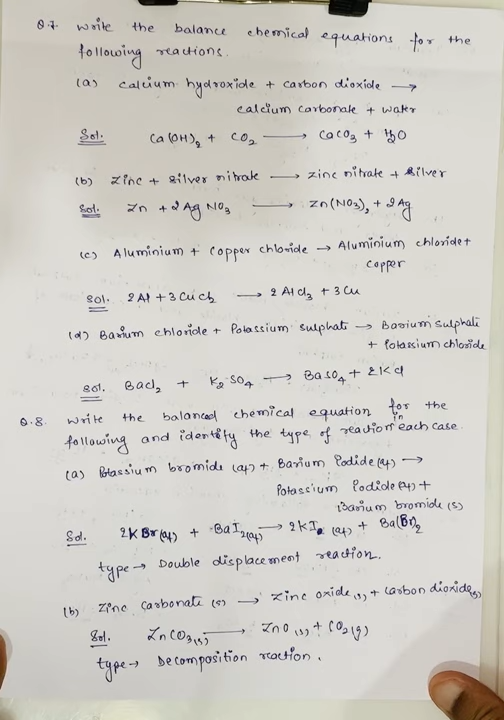 Q.7. Write the balance chemical equations for the
following reactions.
(a) calcium hydroxide + carbon dioxide →
calcium carbonate + water
Sol. Ca(OH)₂ + CO₂ → CaCO₃ + H₂O
(b) Zinc + silver nitrate → zinc nitrate + silver
Sol. Zn + 2AgNO₃ → Zn(NO₃)₂ + 2Ag
(c) Aluminium + Copper chloride → Aluminium chloride +
copper
Sol. 2Al + 3CuCl₂ → 2AlCl₃ + 3Cu
(d) Barium chloride + Potassium sulphate → Barium sulphate
+ Potassium chloride
Sol. BaCl₂ + K₂SO₄ → BaSO₄ + 2KCl
Q.8. Write the balanced chemical equation for the
following and identify the type of reaction in each case.
(a) Potassium bromide (aq) + Barium Iodide (aq) →
Potassium Iodide (aq) +
Barium bromide (s)
Sol. 2KBr(aq) + BaI₂(aq) → 2KI (aq) + Ba(Br)₂
type → Double displacement reaction.
(b) Zinc carbonate (s) → zinc oxide (s) + carbon dioxide(g)
Sol. ZnCO₃(s) → ZnO (s) + CO₂(g)
type → Decomposition reaction.